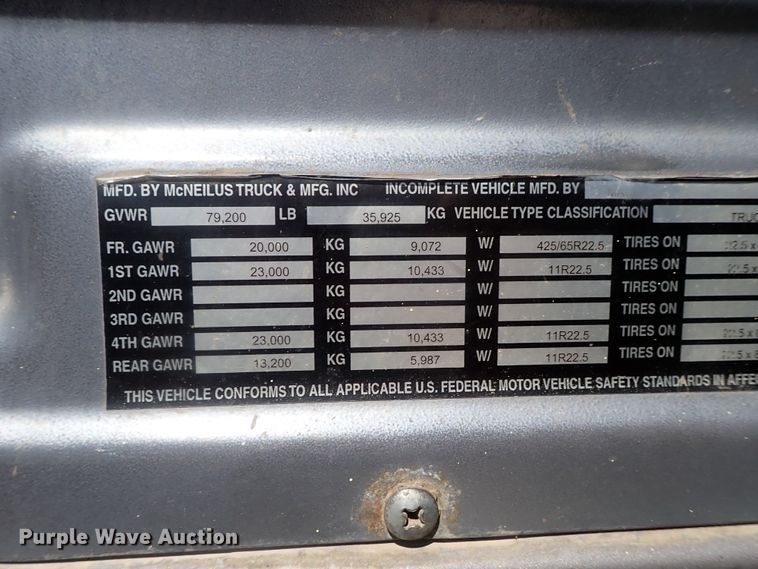 MFD. BY McNEILUS TRUCK & MFG. INC INCOMPLETE VEHICLE MFD. BY
GVWR 79,200 LB 35,925 KG VEHICLE TYPE CLASSIFICATION TRUC
FR. GAWR 20,000 KG 9,072 W/ 425/65R22.5 TIRES ON
1ST GAWR 23,000 KG 10,433 W/ 11R22.5 TIRES ON
2ND GAWR KG W/ TIRES ON
3RD GAWR KG W/ TIRES ON
4TH GAWR 23,000 KG 10,433 W/ 11R22.5 TIRES ON
REAR GAWR 13,200 KG 5,987 W/ 11R22.5 TIRES ON
THIS VEHICLE CONFORMS TO ALL APPLICABLE U.S. FEDERAL MOTOR VEHICLE SAFETY STANDARDS IN AFFE
Purple Wave Auction